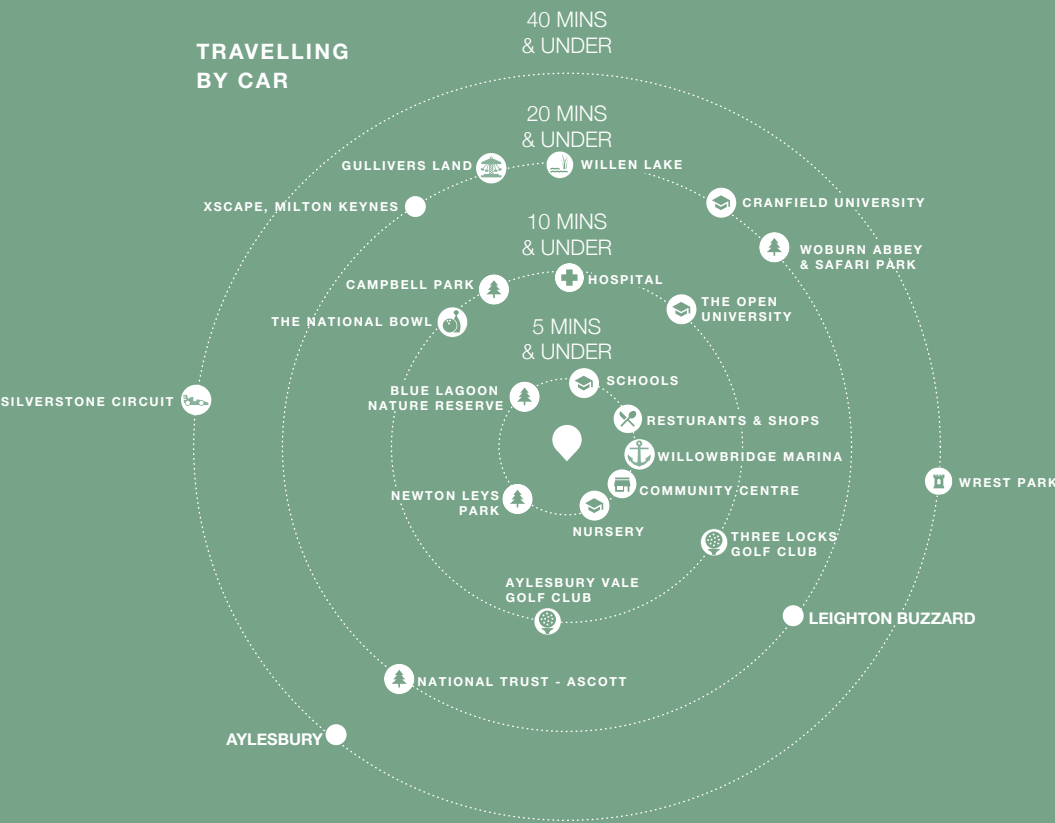 TRAVELLING
BY CAR
40 MINS
& UNDER
20 MINS
& UNDER
GULLIVERS LAND
WILLEN LAKE
XSCAPE, MILTON KEYNES
CRANFIELD UNIVERSITY
WOBURN ABBEY
& SAFARI PARK
10 MINS
& UNDER
CAMPBELL PARK
HOSPITAL
THE NATIONAL BOWL
THE OPEN
UNIVERSITY
5 MINS
& UNDER
BLUE LAGOON
NATURE RESERVE
SCHOOLS
SILVERSTONE CIRCUIT
RESTURANTS & SHOPS
WILLOWBRIDGE MARINA
WREST PARK
COMMUNITY CENTRE
NEWTON LEYS
PARK
NURSERY
THREE LOCKS
GOLF CLUB
AYLESBURY VALE
GOLF CLUB
LEIGHTON BUZZARD
NATIONAL TRUST - ASCOTT
AYLESBURY